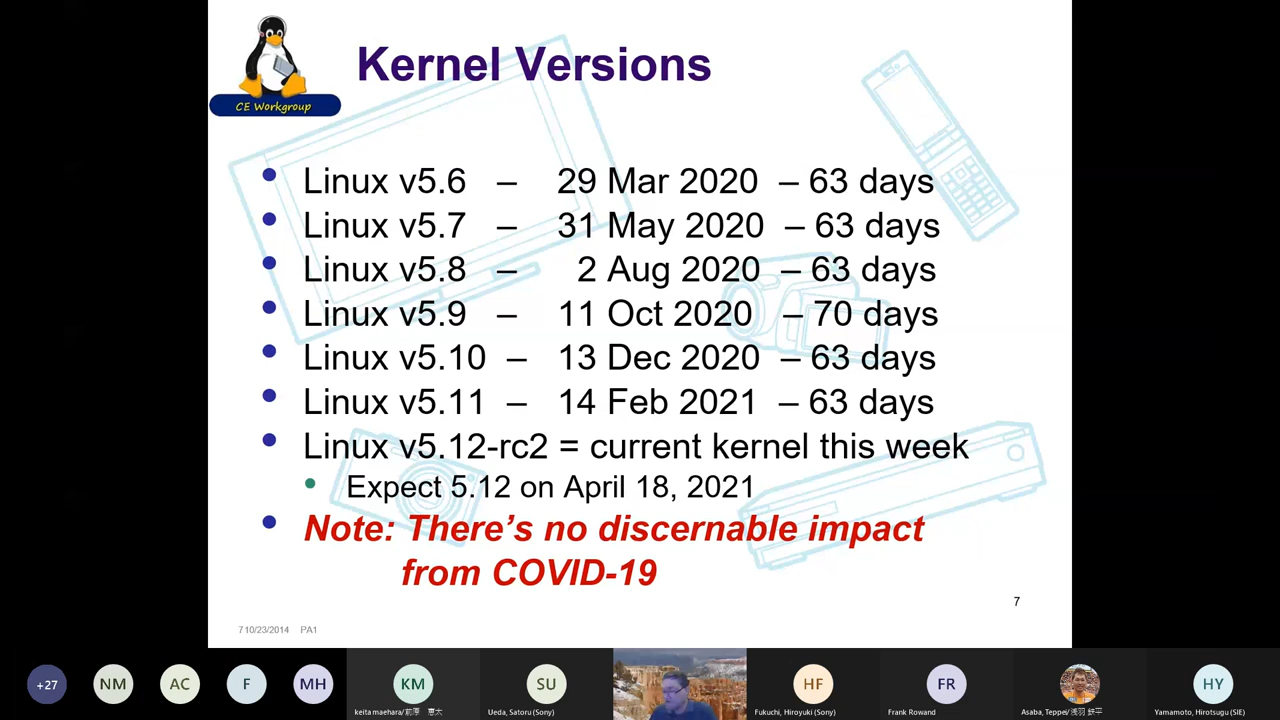 CE Workgroup
Kernel Versions
Linux v5.6 – 29 Mar 2020 – 63 days
Linux v5.7 – 31 May 2020 – 63 days
Linux v5.8 – 2 Aug 2020 – 63 days
Linux v5.9 – 11 Oct 2020 – 70 days
Linux v5.10 – 13 Dec 2020 – 63 days
Linux v5.11 – 14 Feb 2021 – 63 days
Linux v5.12-rc2 = current kernel this week
Expect 5.12 on April 18, 2021
Note: There’s no discernable impact
from COVID-19
7
7 10/23/2014 PA1
+27 NM AC F MH KM SU HF FR HY
keita maehara/前原 恵太 Ueda, Satoru (Sony) Fukuchi, Hiroyuki (Sony) Frank Rowand Asaba, Teppei/浅羽 鉄平 Yamamoto, Hirotsugu (SIE)